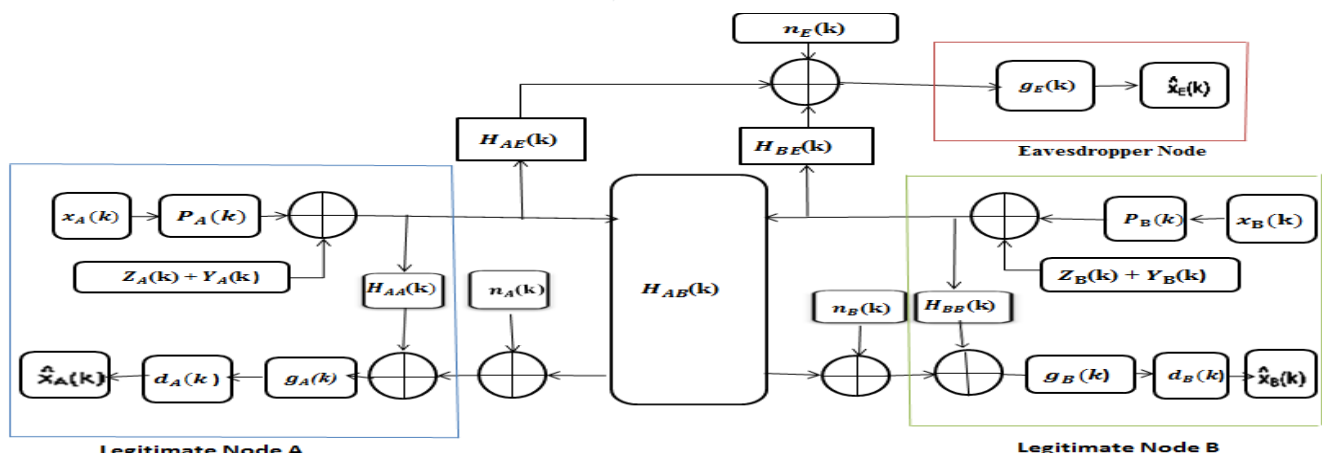 n_E(k)
g_E(k)
x̂_E(k)
H_AE(k)
H_BE(k)
Eavesdropper Node
x_A(k)
P_A(k)
P_B(k)
x_B(k)
Z_A(k) + Y_A(k)
Z_B(k) + Y_B(k)
H_AA(k)
n_A(k)
H_AB(k)
n_B(k)
H_BB(k)
x̂_A(k)
d_A(k)
g_A(k)
g_B(k)
d_B(k)
x̂_B(k)
Legitimate Node A
Legitimate Node B